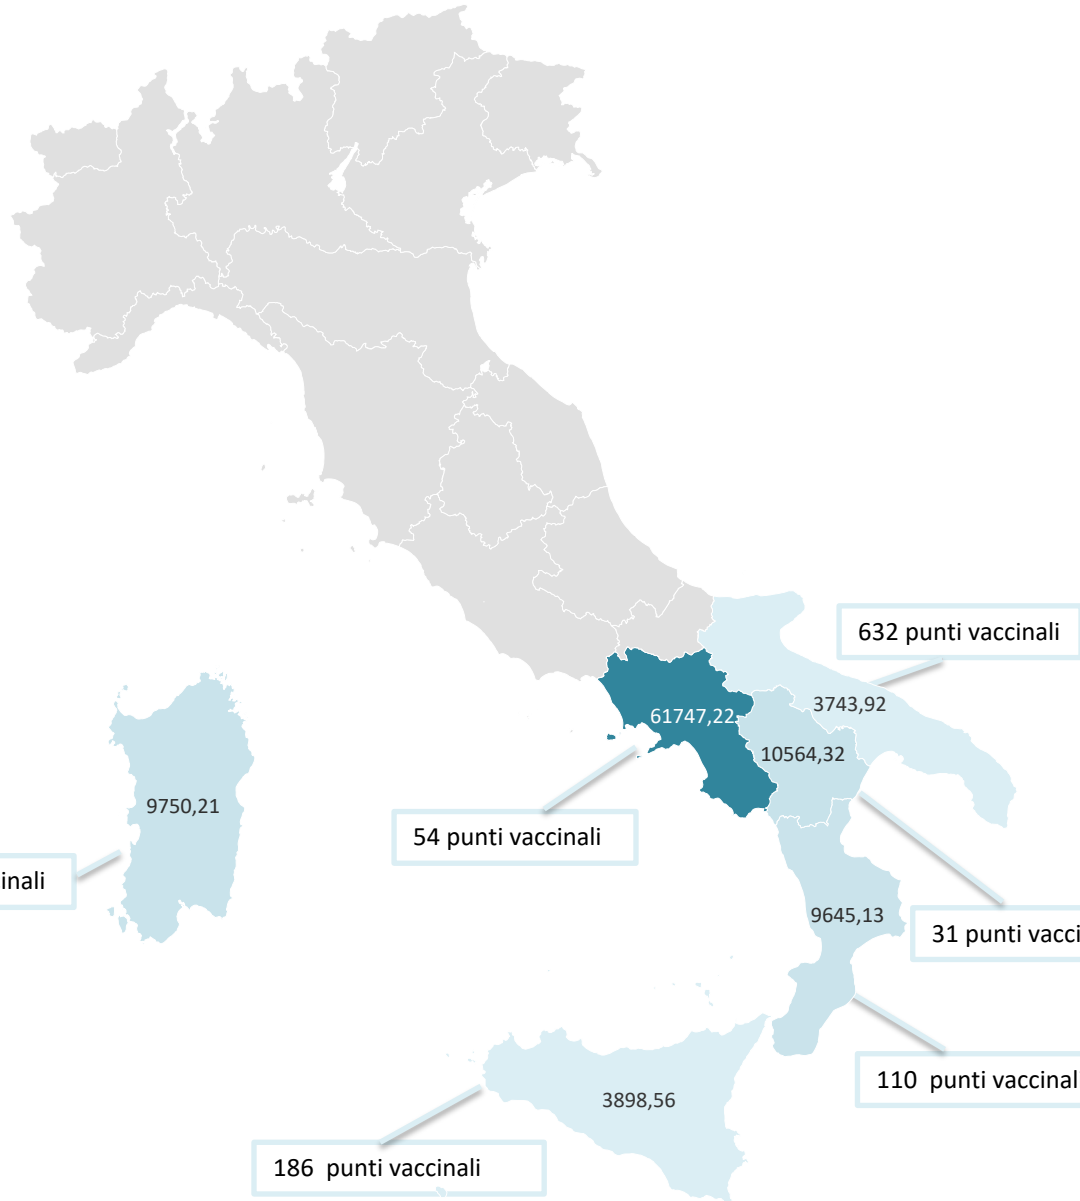 632 punti vaccinali
3743,92
61747,22
10564,32
9750,21
54 punti vaccinali
inali
9645,13
31 punti vacci
110 punti vaccinal
3898,56
186 punti vaccinali